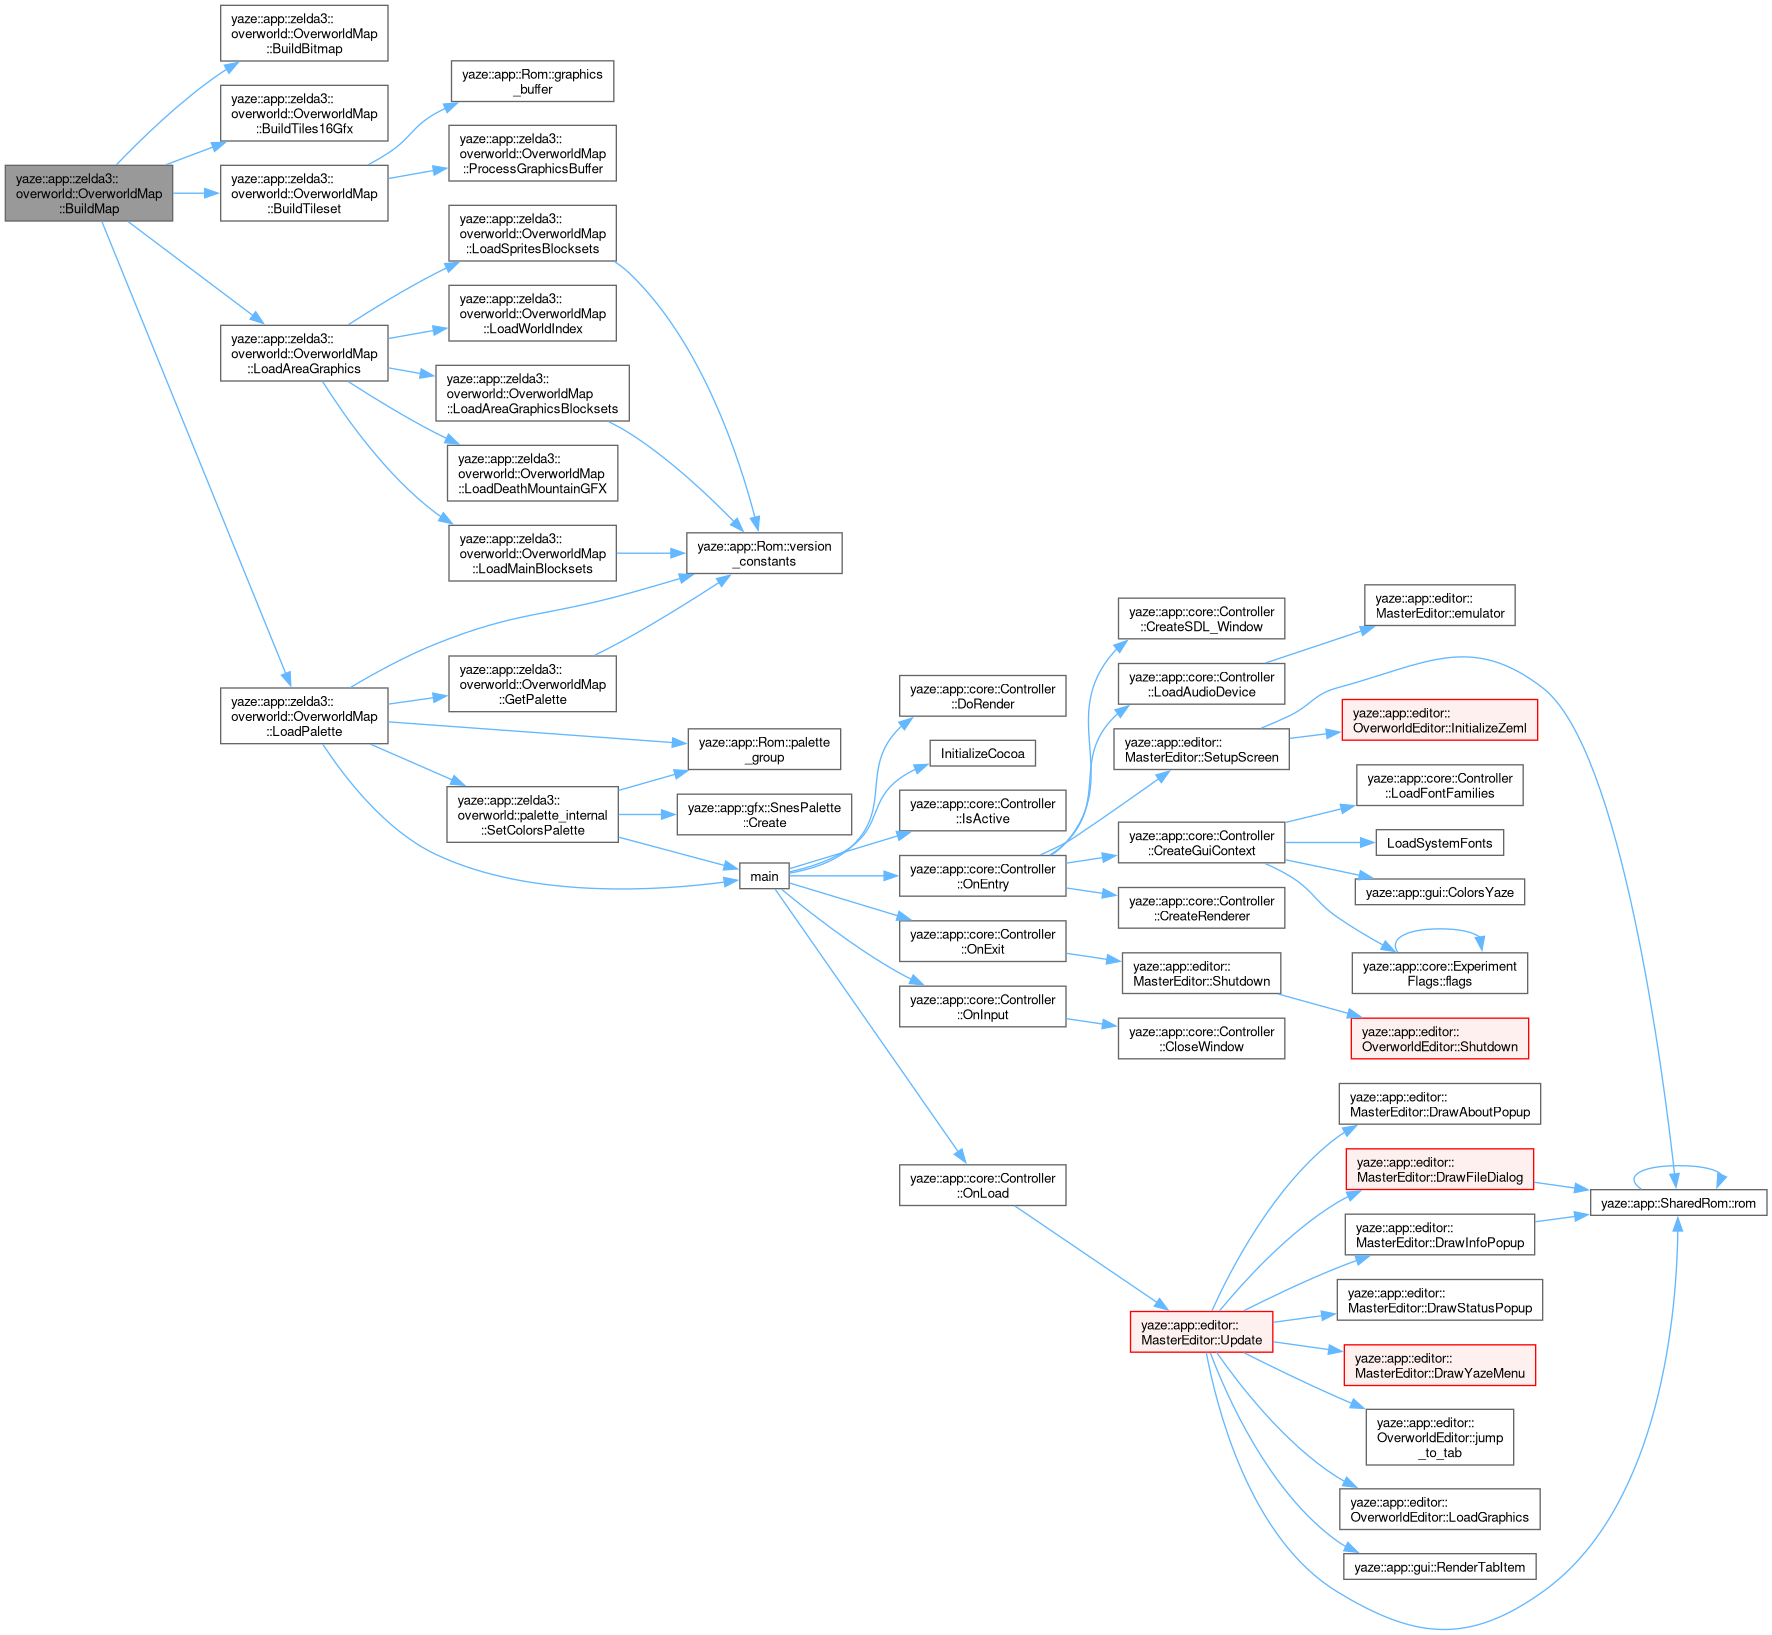 yaze::app::zelda3::
overworld::OverworldMap
::BuildMap
yaze::app::zelda3::
overworld::OverworldMap
::BuildBitmap
yaze::app::zelda3::
overworld::OverworldMap
::BuildTiles16Gfx
yaze::app::zelda3::
overworld::OverworldMap
::BuildTileset
yaze::app::zelda3::
overworld::OverworldMap
::LoadAreaGraphics
yaze::app::zelda3::
overworld::OverworldMap
::LoadPalette
yaze::app::Rom::graphics
_buffer
yaze::app::zelda3::
overworld::OverworldMap
::ProcessGraphicsBuffer
yaze::app::zelda3::
overworld::OverworldMap
::LoadSpritesBlocksets
yaze::app::zelda3::
overworld::OverworldMap
::LoadWorldIndex
yaze::app::zelda3::
overworld::OverworldMap
::LoadAreaGraphicsBlocksets
yaze::app::zelda3::
overworld::OverworldMap
::LoadDeathMountainGFX
yaze::app::zelda3::
overworld::OverworldMap
::LoadMainBlocksets
yaze::app::zelda3::
overworld::OverworldMap
::GetPalette
yaze::app::zelda3::
overworld::palette_internal
::SetColorsPalette
yaze::app::Rom::version
_constants
yaze::app::Rom::palette
_group
yaze::app::gfx::SnesPalette
::Create
main
yaze::app::core::Controller
::DoRender
InitializeCocoa
yaze::app::core::Controller
::IsActive
yaze::app::core::Controller
::OnEntry
yaze::app::core::Controller
::OnExit
yaze::app::core::Controller
::OnInput
yaze::app::core::Controller
::OnLoad
yaze::app::core::Controller
::CreateSDL_Window
yaze::app::core::Controller
::LoadAudioDevice
yaze::app::editor::
MasterEditor::SetupScreen
yaze::app::core::Controller
::CreateGuiContext
yaze::app::core::Controller
::CreateRenderer
yaze::app::editor::
MasterEditor::Shutdown
yaze::app::core::Controller
::CloseWindow
yaze::app::editor::
MasterEditor::Update
yaze::app::editor::
MasterEditor::emulator
yaze::app::editor::
OverworldEditor::InitializeZeml
yaze::app::core::Controller
::LoadFontFamilies
LoadSystemFonts
yaze::app::gui::ColorsYaze
yaze::app::core::Experiment
Flags::flags
yaze::app::editor::
OverworldEditor::Shutdown
yaze::app::editor::
MasterEditor::DrawAboutPopup
yaze::app::editor::
MasterEditor::DrawFileDialog
yaze::app::editor::
MasterEditor::DrawInfoPopup
yaze::app::editor::
MasterEditor::DrawStatusPopup
yaze::app::editor::
MasterEditor::DrawYazeMenu
yaze::app::editor::
OverworldEditor::jump
_to_tab
yaze::app::editor::
OverworldEditor::LoadGraphics
yaze::app::gui::RenderTabItem
yaze::app::SharedRom::rom